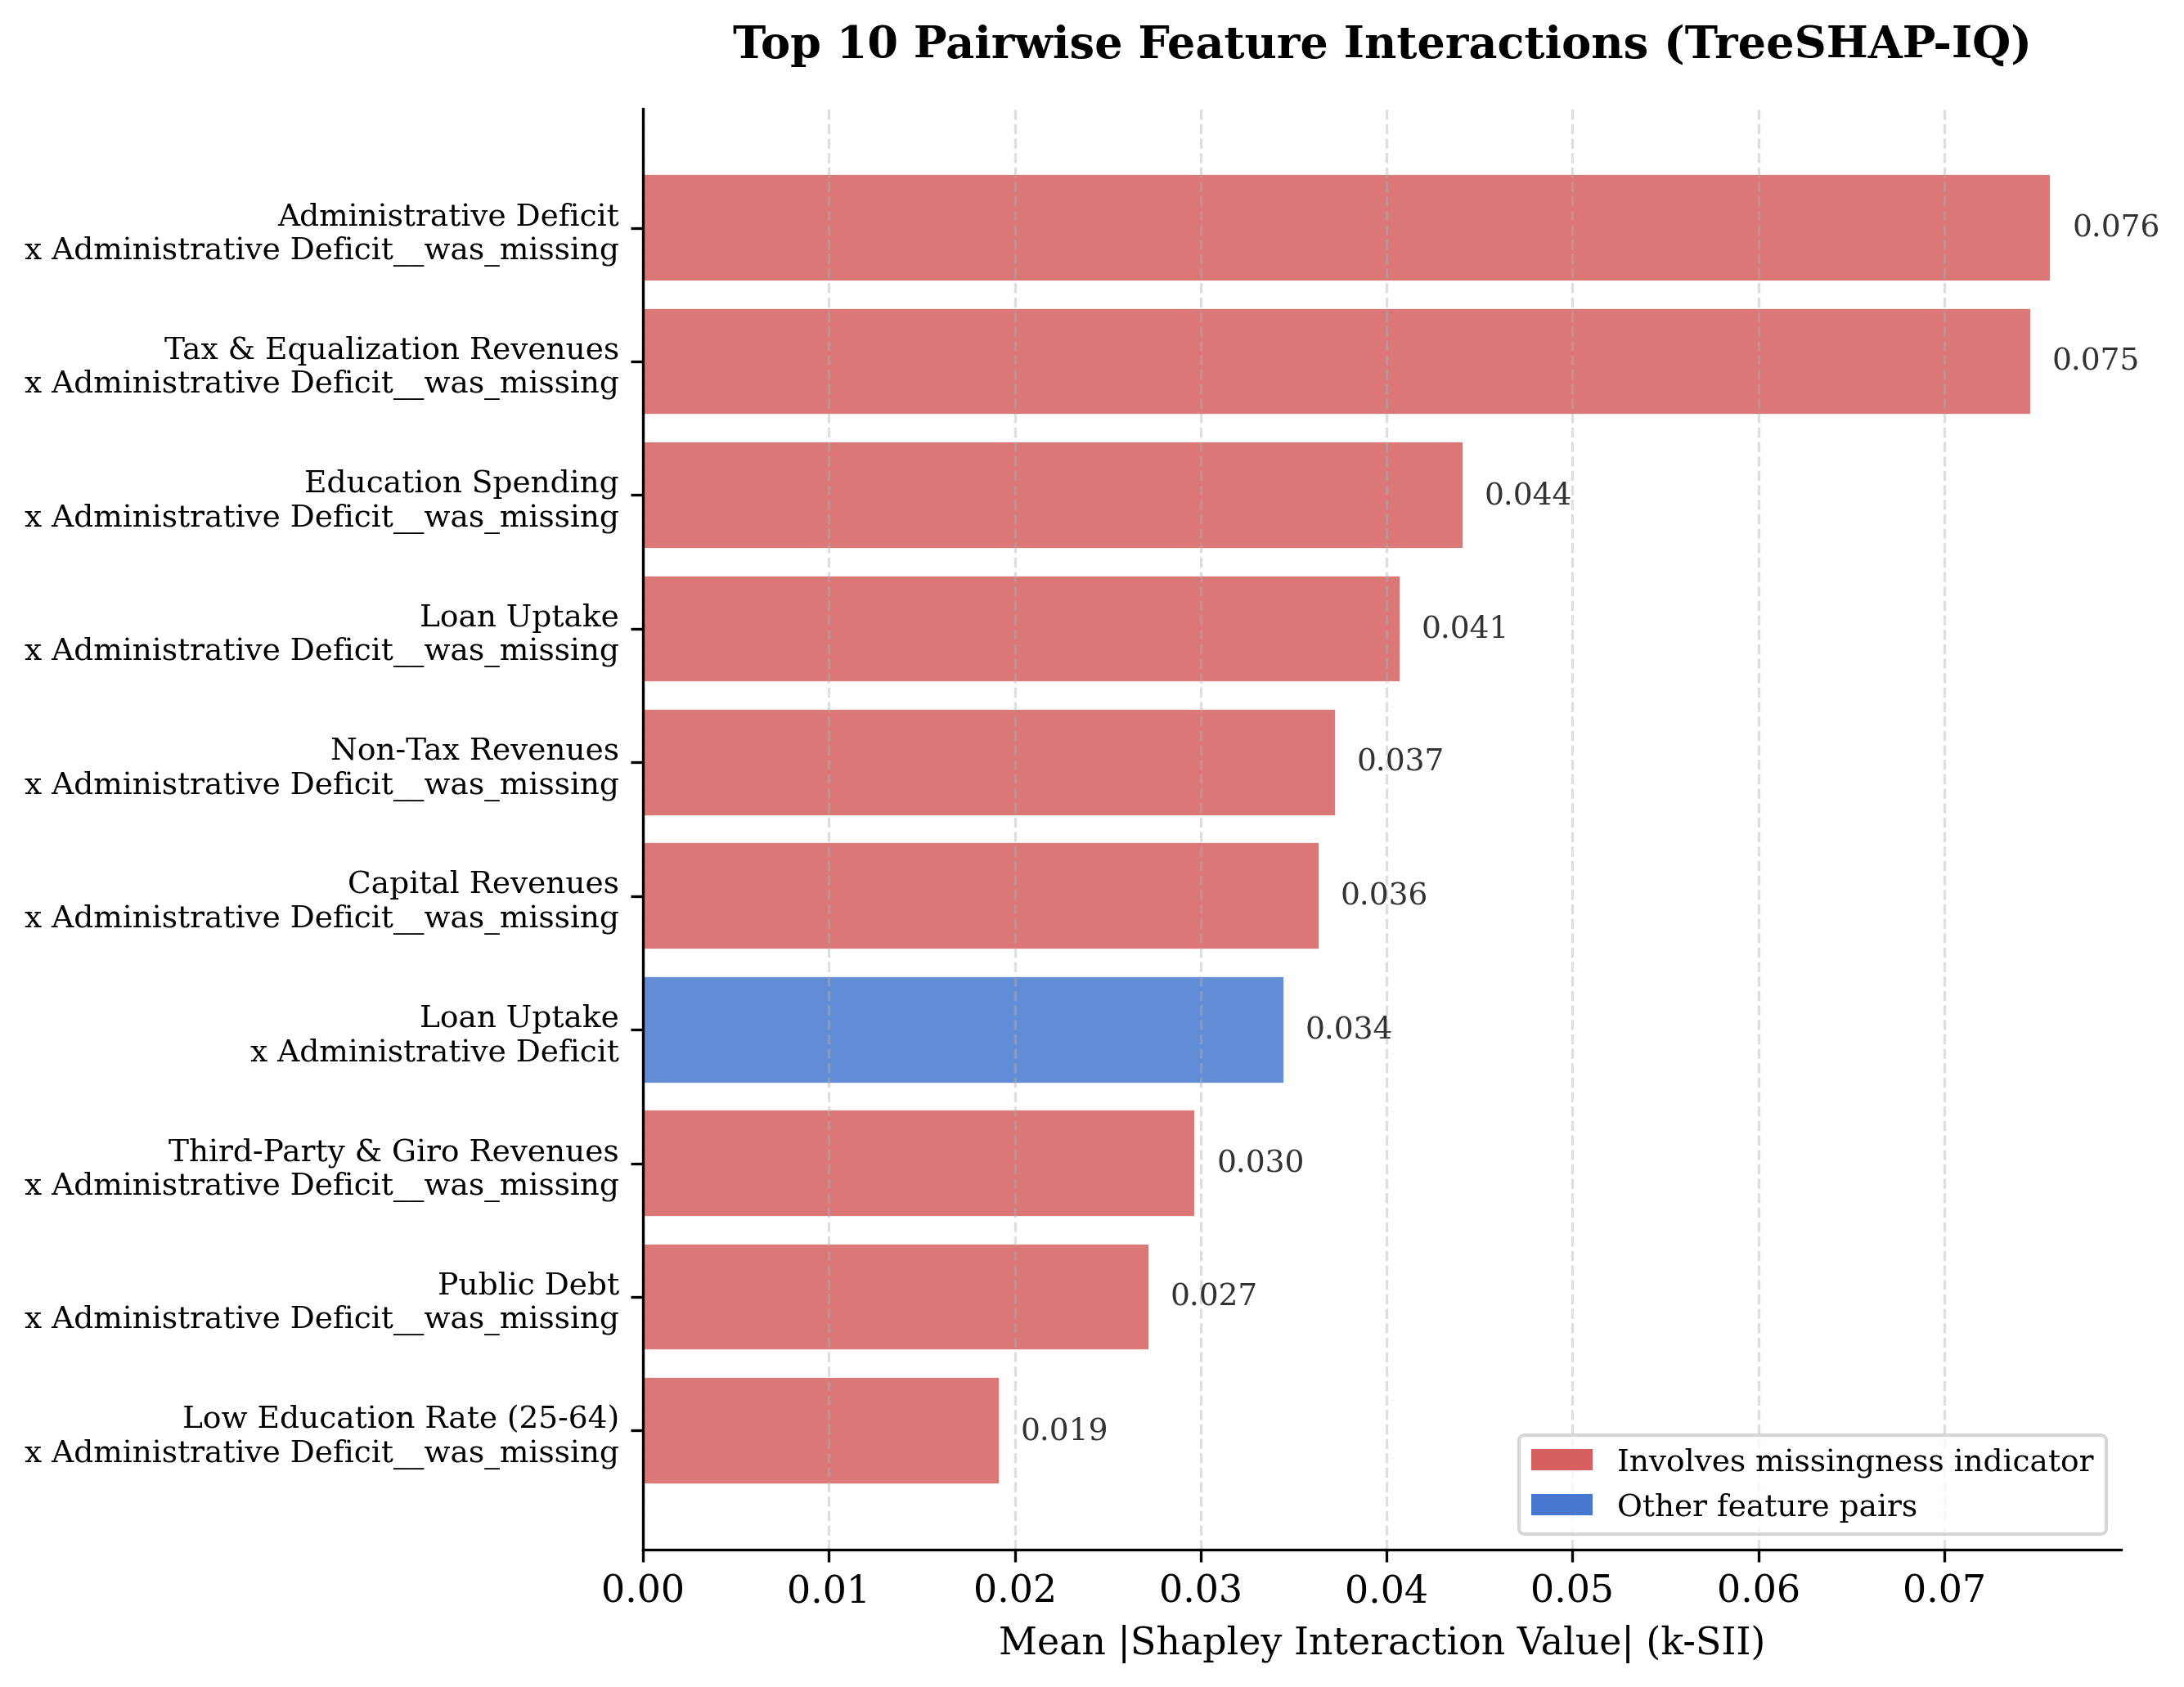 Top 10 Pairwise Feature Interactions (TreeSHAP-IQ)
Administrative Deficit
x Administrative Deficit__was_missing
0.076
Tax & Equalization Revenues
x Administrative Deficit__was_missing
0.075
Education Spending
x Administrative Deficit__was_missing
0.044
Loan Uptake
x Administrative Deficit__was_missing
0.041
Non-Tax Revenues
x Administrative Deficit__was_missing
0.037
Capital Revenues
x Administrative Deficit__was_missing
0.036
Loan Uptake
x Administrative Deficit
0.034
Third-Party & Giro Revenues
x Administrative Deficit__was_missing
0.030
Public Debt
x Administrative Deficit__was_missing
0.027
Low Education Rate (25-64)
x Administrative Deficit__was_missing
0.019
Involves missingness indicator
Other feature pairs
0.00 0.01 0.02 0.03 0.04 0.05 0.06 0.07
Mean |Shapley Interaction Value| (k-SII)